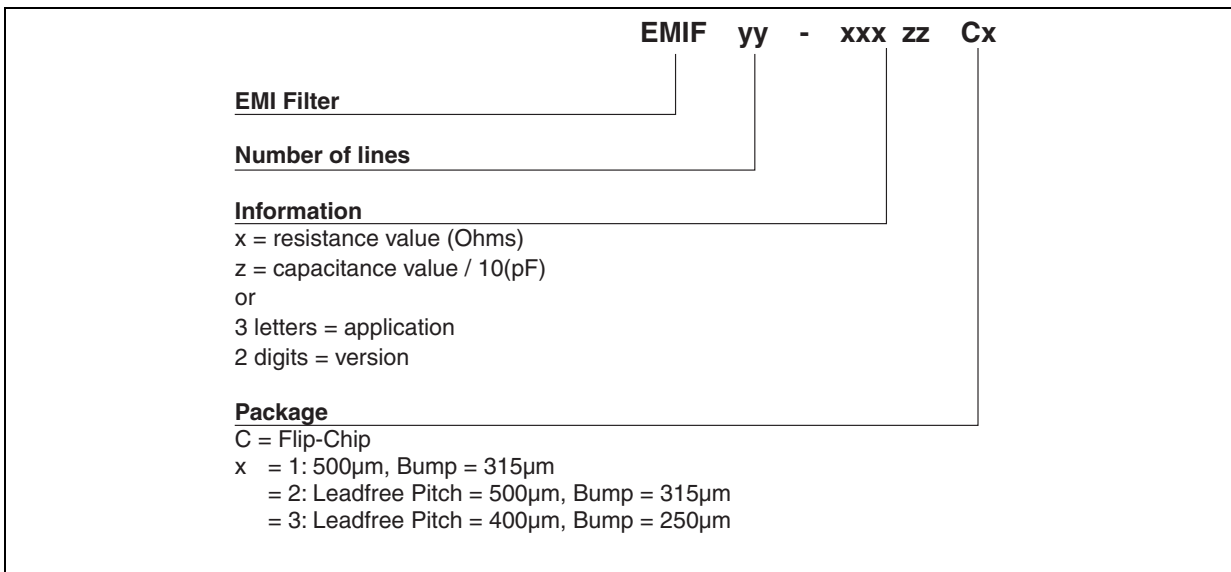 EMIF yy - xxx zz Cx
EMI Filter
Number of lines
Information
x = resistance value (Ohms)
z = capacitance value / 10(pF)
or
3 letters = application
2 digits = version
Package
C = Flip-Chip
x = 1: 500µm, Bump = 315µm
= 2: Leadfree Pitch = 500µm, Bump = 315µm
= 3: Leadfree Pitch = 400µm, Bump = 250µm